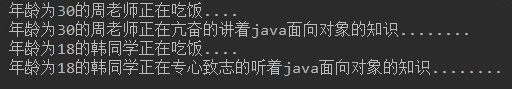 年龄为30的周老师正在吃饭....
年龄为30的周老师正在亢奋的讲着java面向对象的知识........
年龄为18的韩同学正在吃饭....
年龄为18的韩同学正在专心致志的听着java面向对象的知识........